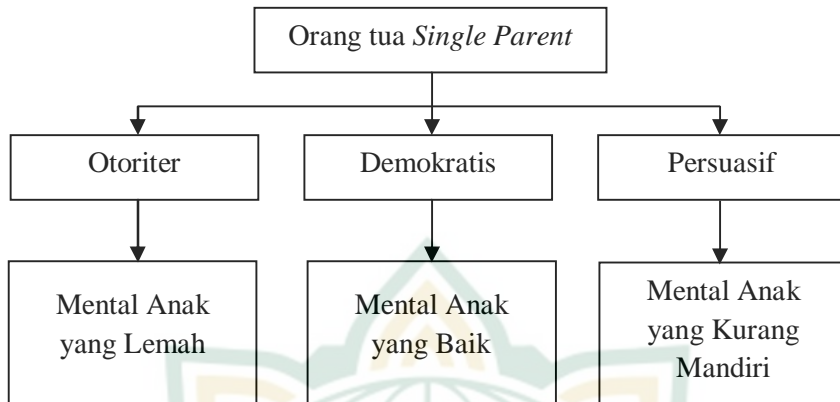 Orang tua Single Parent
Otoriter
Demokratis
Persuasif
Mental Anak
yang Lemah
Mental Anak
yang Baik
Mental Anak
yang Kurang
Mandiri